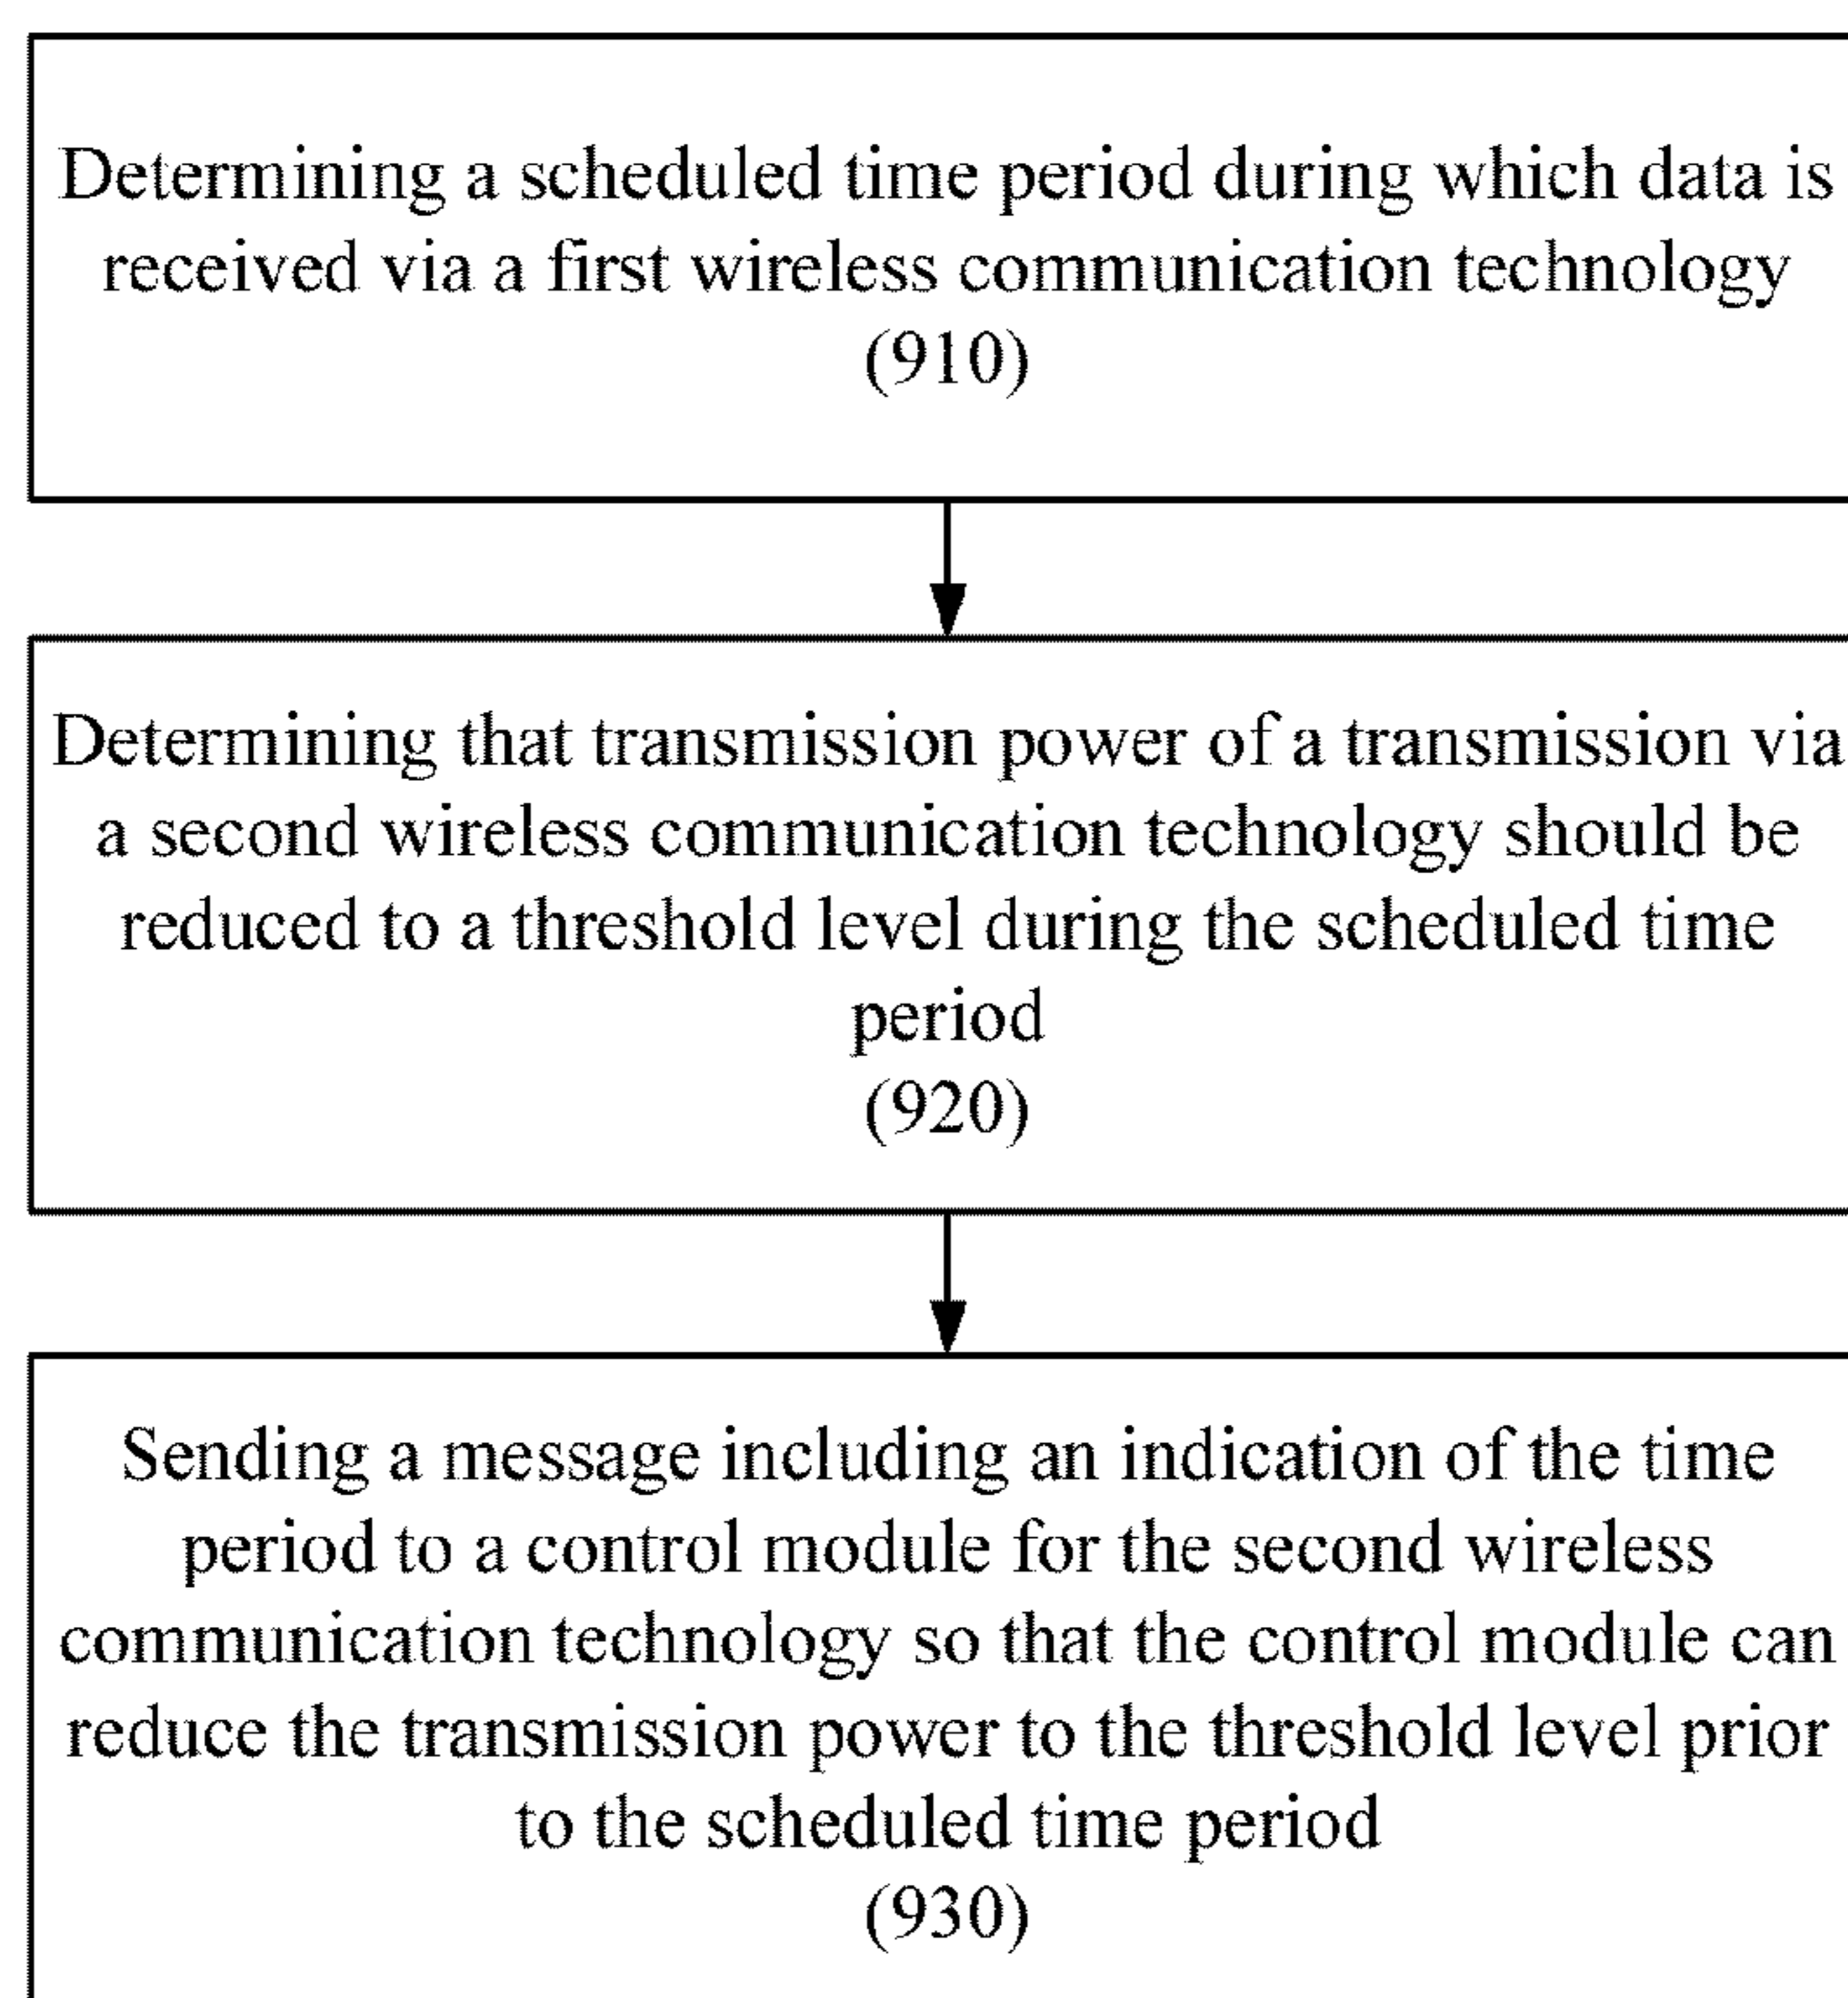 Determining a scheduled time period during which data is
received via a first wireless communication technology
(910)
Determining that transmission power of a transmission via
a second wireless communication technology should be
reduced to a threshold level during the scheduled time
period
(920)
Sending a message including an indication of the time
period to a control module for the second wireless
communication technology so that the control module can
reduce the transmission power to the threshold level prior
to the scheduled time period
(930)